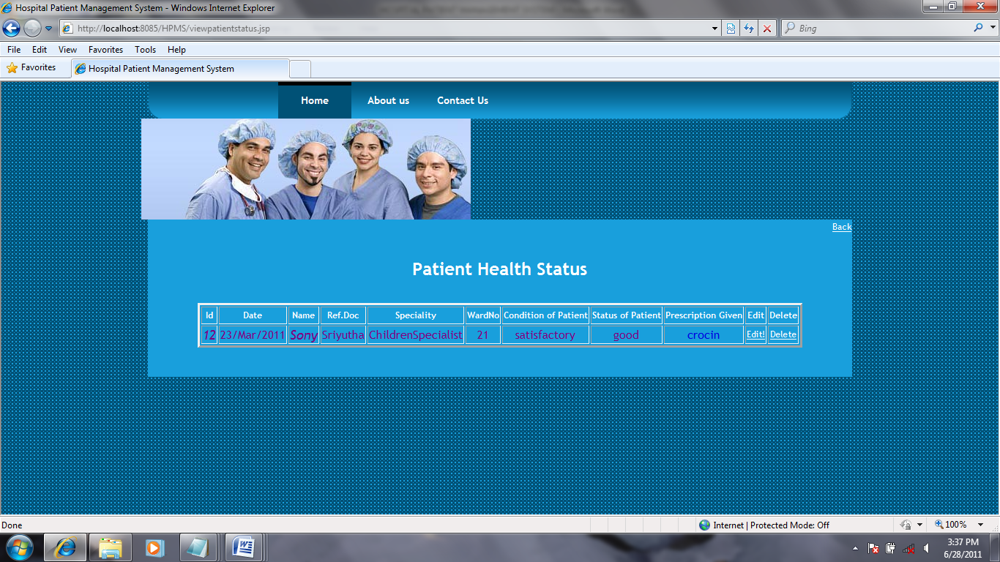 Hospital Patient Management System - Windows Internet Explorer
http://localhost:8085/HPMS/viewpatientstatus.jsp
Bing
File Edit View Favorites Tools Help
Favorites
Hospital Patient Management System
Home About us Contact Us
Back
Patient Health Status
Id Date Name Ref.Doc Speciality WardNo Condition of Patient Status of Patient Prescription Given Edit Delete
12 23/Mar/2011 Sony Sriyutha ChildrenSpecialist 21 satisfactory good crocin Edit! Delete
Done Internet | Protected Mode: Off 100%
3:37 PM
6/28/2011